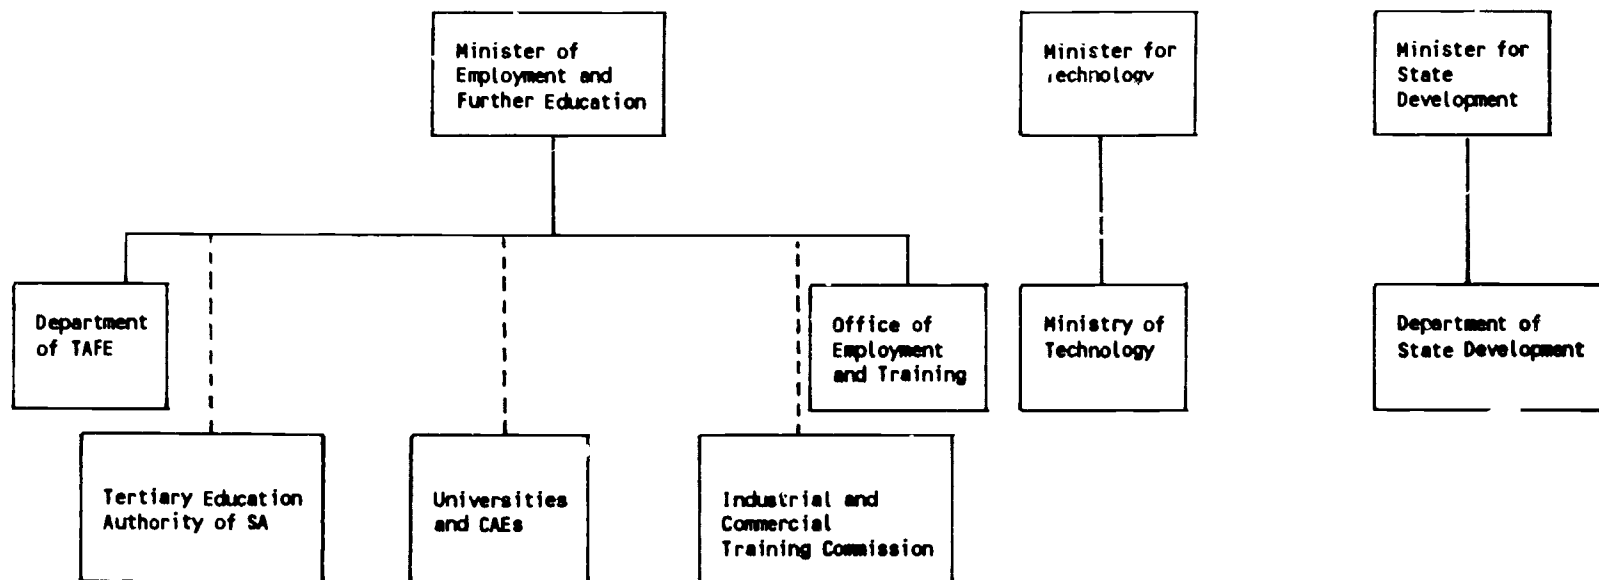 Minister of
Employment and
Further Education
Minister for
Technology
Minister for
State
Development
Department
of TAFE
Office of
Employment
and Training
Ministry of
Technology
Department of
State Development
Tertiary Education
Authority of SA
Universities
and CAEs
Industrial and
Commercial
Training Commission